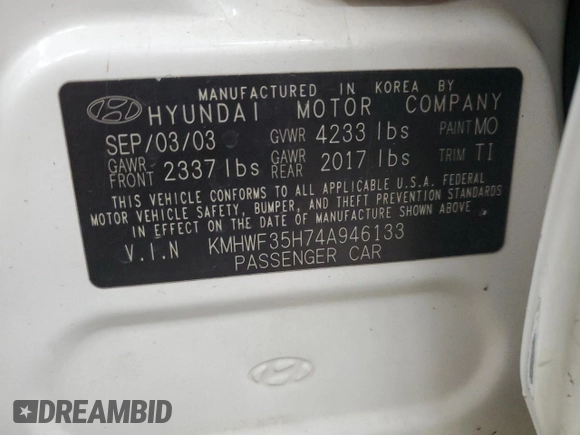 MANUFACTURED IN KOREA BY
HYUNDAI MOTOR COMPANY
SEP/03/03 GVWR 4233 lbs PAINT MO
GAWR FRONT 2337 lbs GAWR REAR 2017 lbs TRIM TI
THIS VEHICLE CONFORMS TO ALL APPLICABLE U.S.A. FEDERAL
MOTOR VEHICLE SAFETY, BUMPER, AND THEFT PREVENTION STANDARDS
IN EFFECT ON THE DATE OF MANUFACTURE SHOWN ABOVE.
V.I.N KMHWF35H74A946133
PASSENGER CAR
DREAMBID